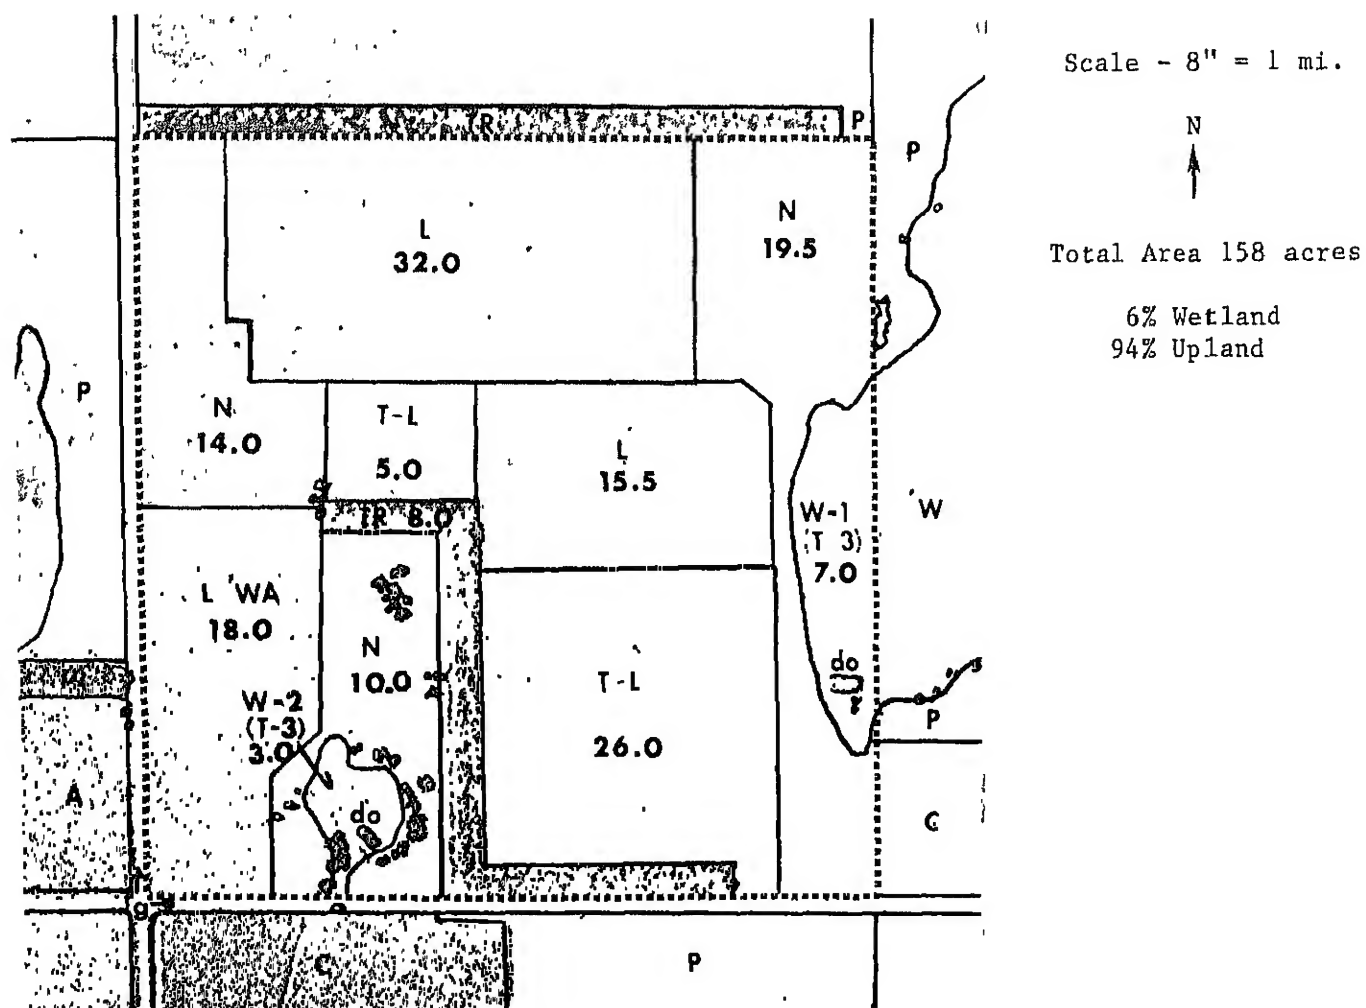 Scale - 8" = 1 mi.
N
Total Area 158 acres
6% Wetland
94% Upland
R
P
P
L
32.0
N
19.5
P
N
14.0
T-L
5.0
L
15.5
TR 8.0
W-1
(T 3)
7.0
W
L WA
18.0
N
10.0
W-2
(T-3)
3.0
T-L
26.0
do
P
A
do
C
g
C
P